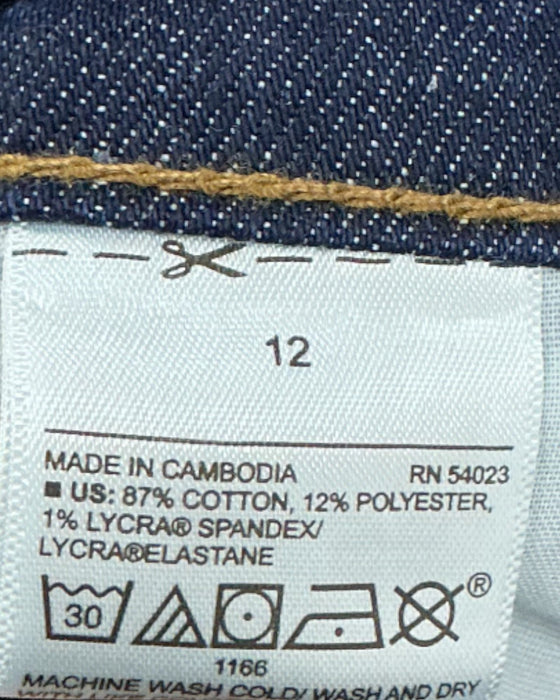 12
MADE IN CAMBODIA RN 54023
■ US: 87% COTTON, 12% POLYESTER,
1% LYCRA® SPANDEX/
LYCRA®ELASTANE
30 ®
1166
MACHINE WASH COLD/ WASH AND DRY